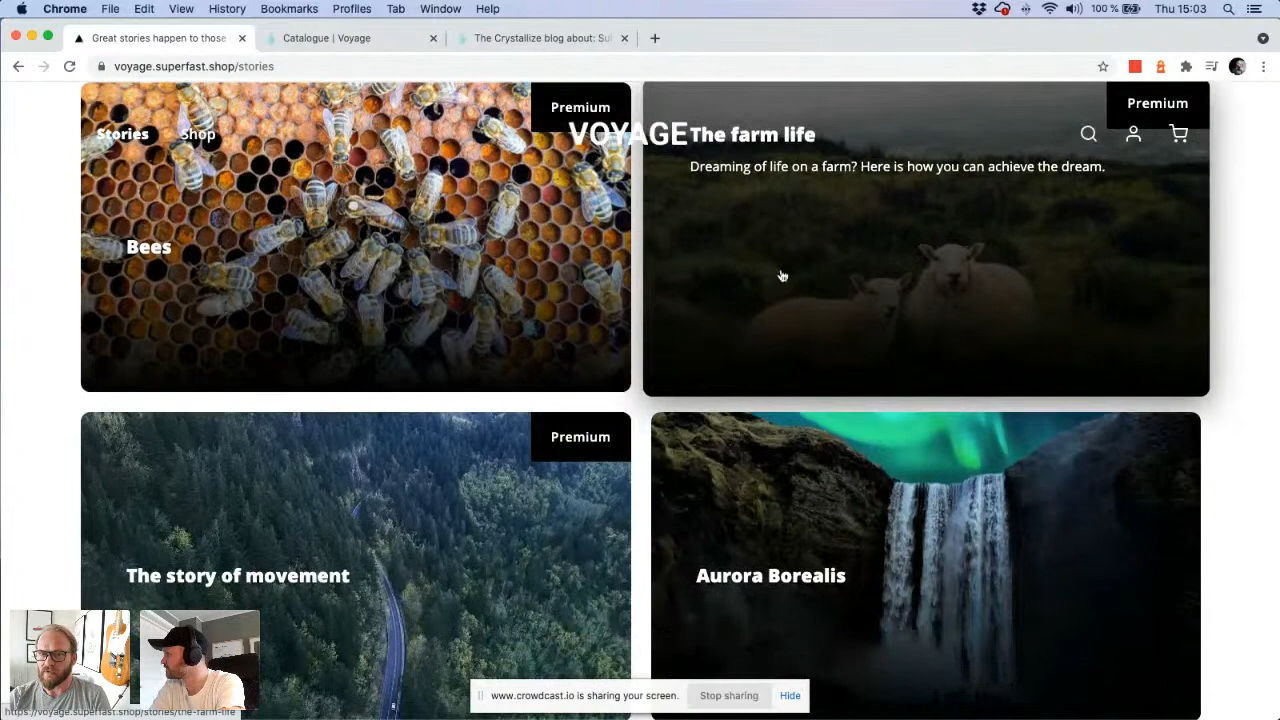 Chrome File Edit View History Bookmarks Profiles Tab Window Help 100 % Thu 15:03
Great stories happen to those Catalogue | Voyage The Crystallize blog about: Sul
voyage.superfast.shop/stories
Premium
Premium
Stories Shop VOYAGE
The farm life
Dreaming of life on a farm? Here is how you can achieve the dream.
Bees
Premium
The story of movement
Aurora Borealis
www.crowdcast.io is sharing your screen. Stop sharing Hide
https://voyage.superfast.shop/stories/the-farm-life